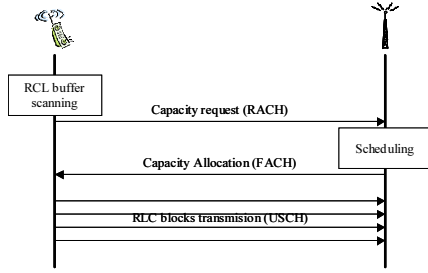 RCL buffer
scanning
Capacity request (RACH)
Scheduling
Capacity Allocation (FACH)
RLC blocks transmision (USCH)